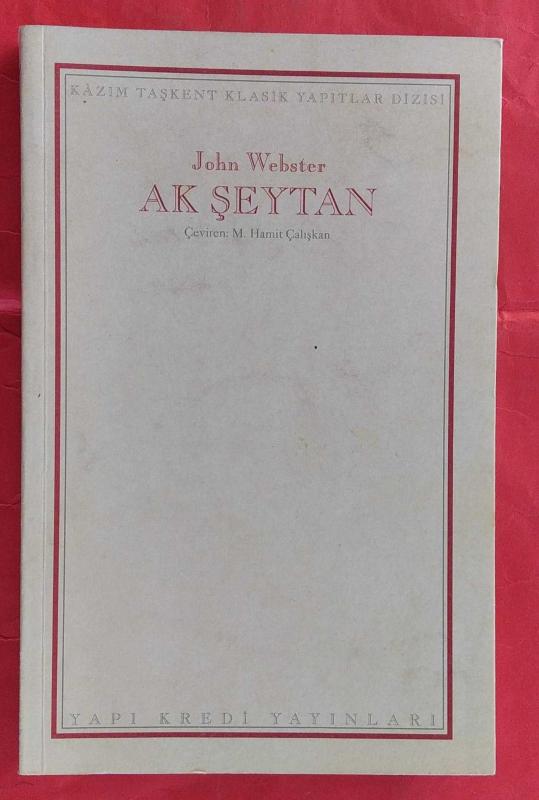 KÂZIM TAŞKENT KLASİK YAPITLAR DİZİSİ
John Webster
AK ŞEYTAN
Çeviren: M. Hamit Çalışkan
YAPI KREDİ YAYINLARI